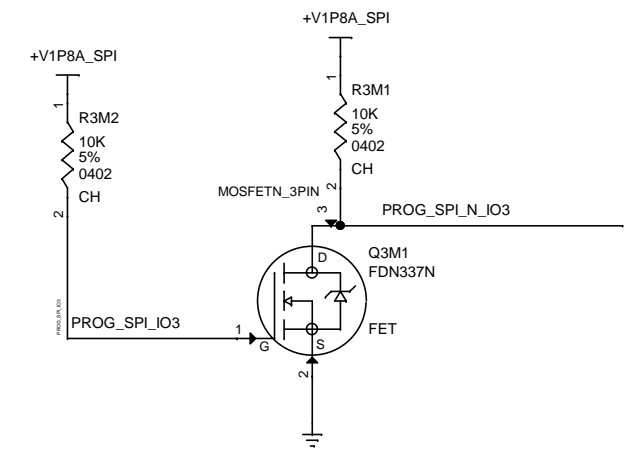 +V1P8A_SPI
+V1P8A_SPI
1
1
R3M1
R3M2
10K
5%
0402
10K
5%
0402
CH
CH
2
MOSFETN_3PIN
2
3
PROG_SPI_N_IO3
Q3M1
D
FDN337N
PROG_SPI_IO3
PROG_SPI_IO3
1
FET
G
S
2